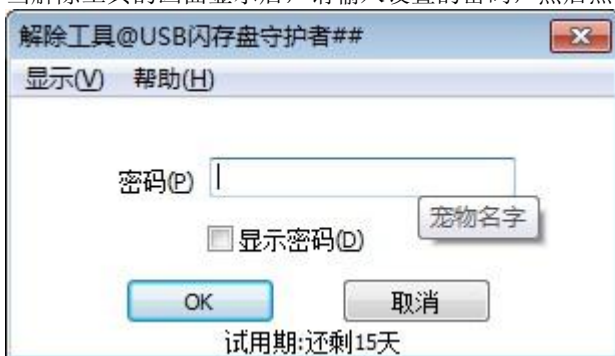 解除工具@USB闪存盘守护者##
显示(V) 帮助(H)
密码(P)
宠物名字
显示密码(D)
OK 取消
试用期:还剩15天